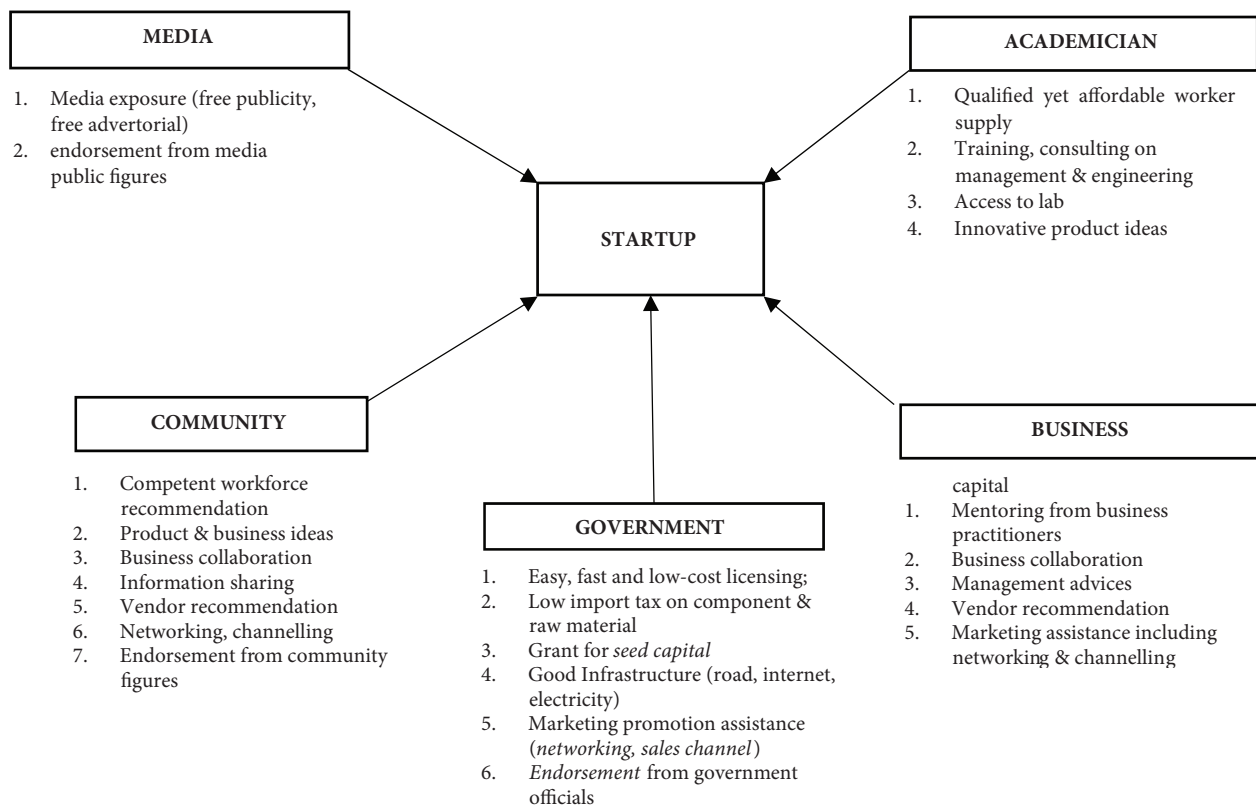 MEDIA
1. Media exposure (free publicity,
free advertorial)
2. endorsement from media
public figures
ACADEMICIAN
1. Qualified yet affordable worker
supply
2. Training, consulting on
management & engineering
3. Access to lab
4. Innovative product ideas
STARTUP
COMMUNITY
1. Competent workforce
recommendation
2. Product & business ideas
3. Business collaboration
4. Information sharing
5. Vendor recommendation
6. Networking, channelling
7. Endorsement from community
figures
GOVERNMENT
1. Easy, fast and low-cost licensing;
2. Low import tax on component &
raw material
3. Grant for seed capital
4. Good Infrastructure (road, internet,
electricity)
5. Marketing promotion assistance
(networking, sales channel)
6. Endorsement from government
officials
BUSINESS
capital
1. Mentoring from business
practitioners
2. Business collaboration
3. Management advices
4. Vendor recommendation
5. Marketing assistance including
networking & channelling